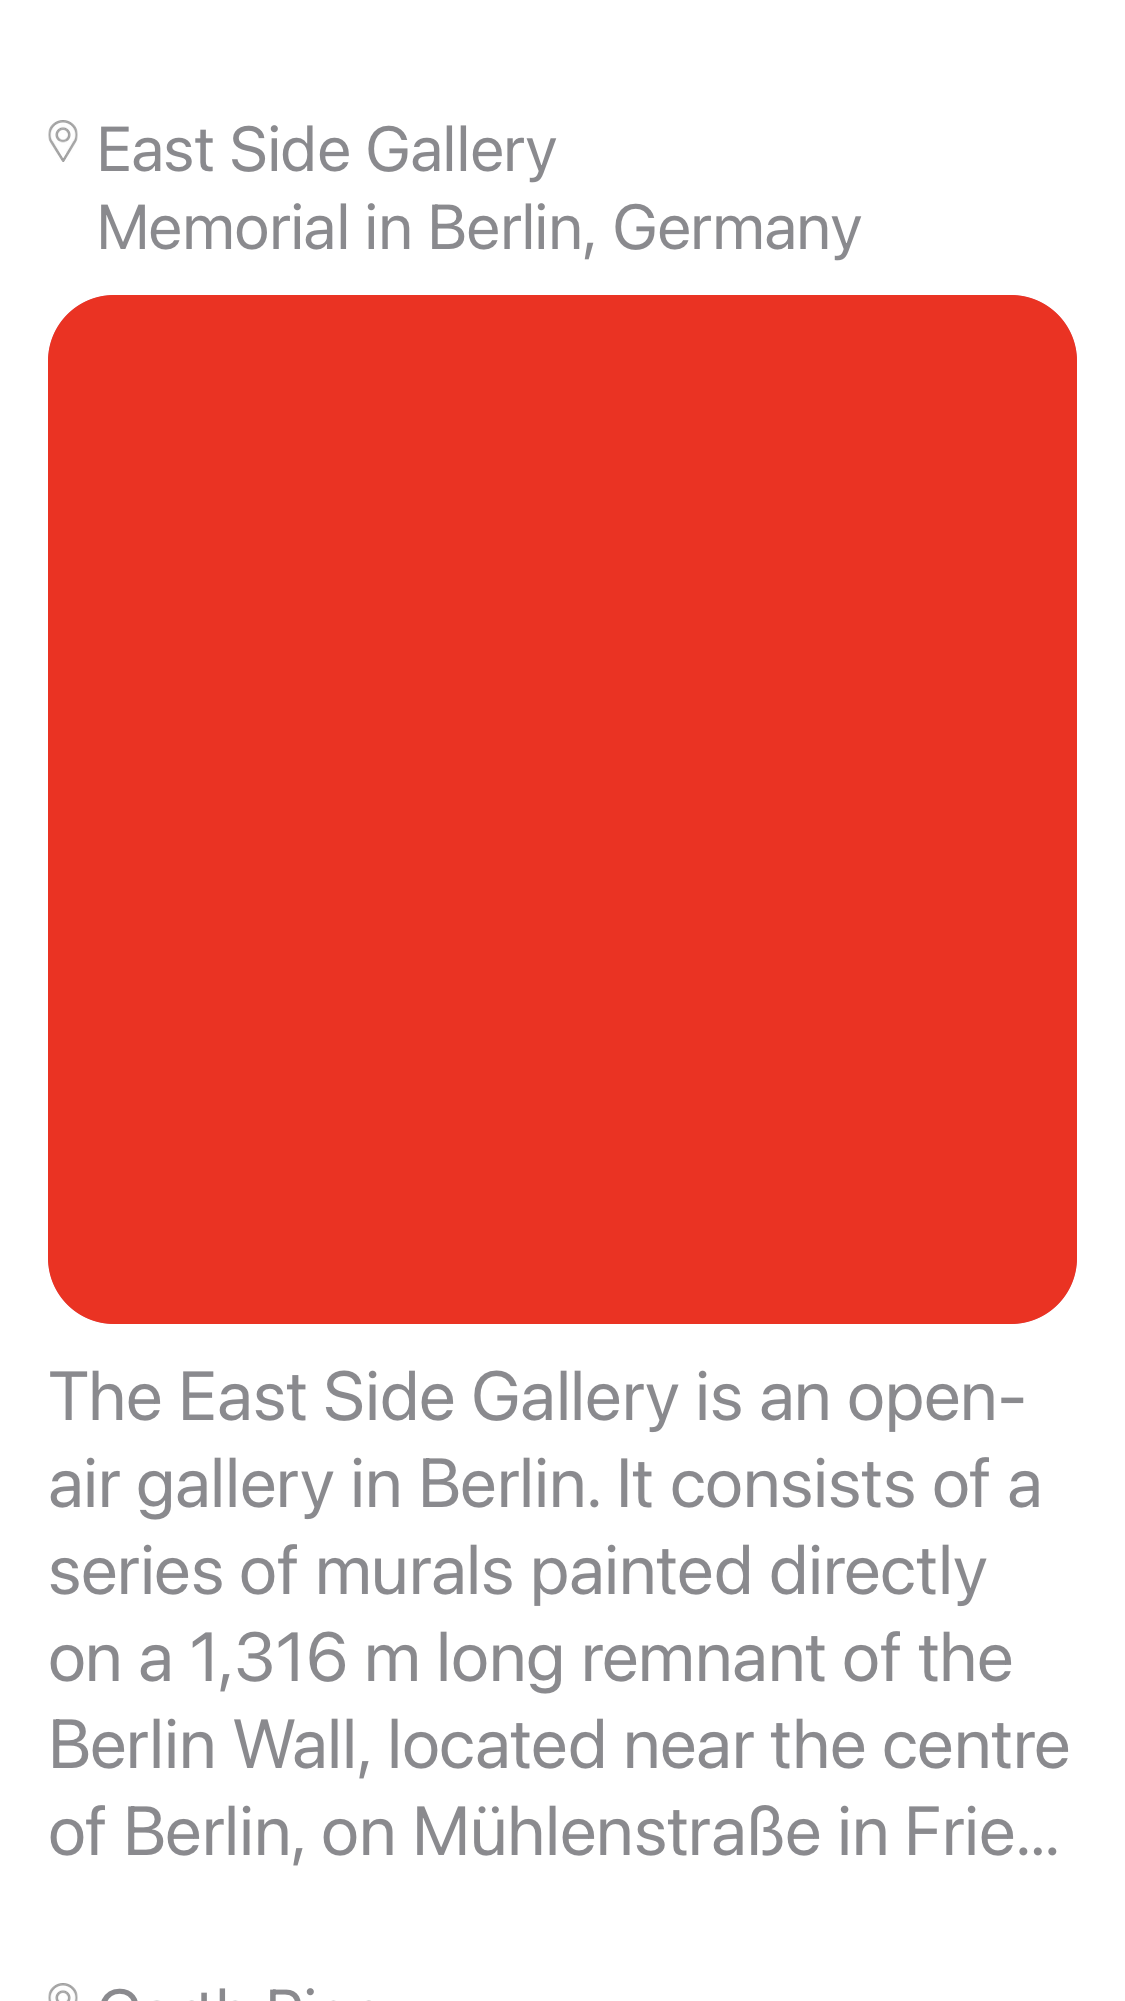 East Side Gallery
Memorial in Berlin, Germany
The East Side Gallery is an open-
air gallery in Berlin. It consists of a
series of murals painted directly
on a 1,316 m long remnant of the
Berlin Wall, located near the centre
of Berlin, on Mühlenstraße in Frie...